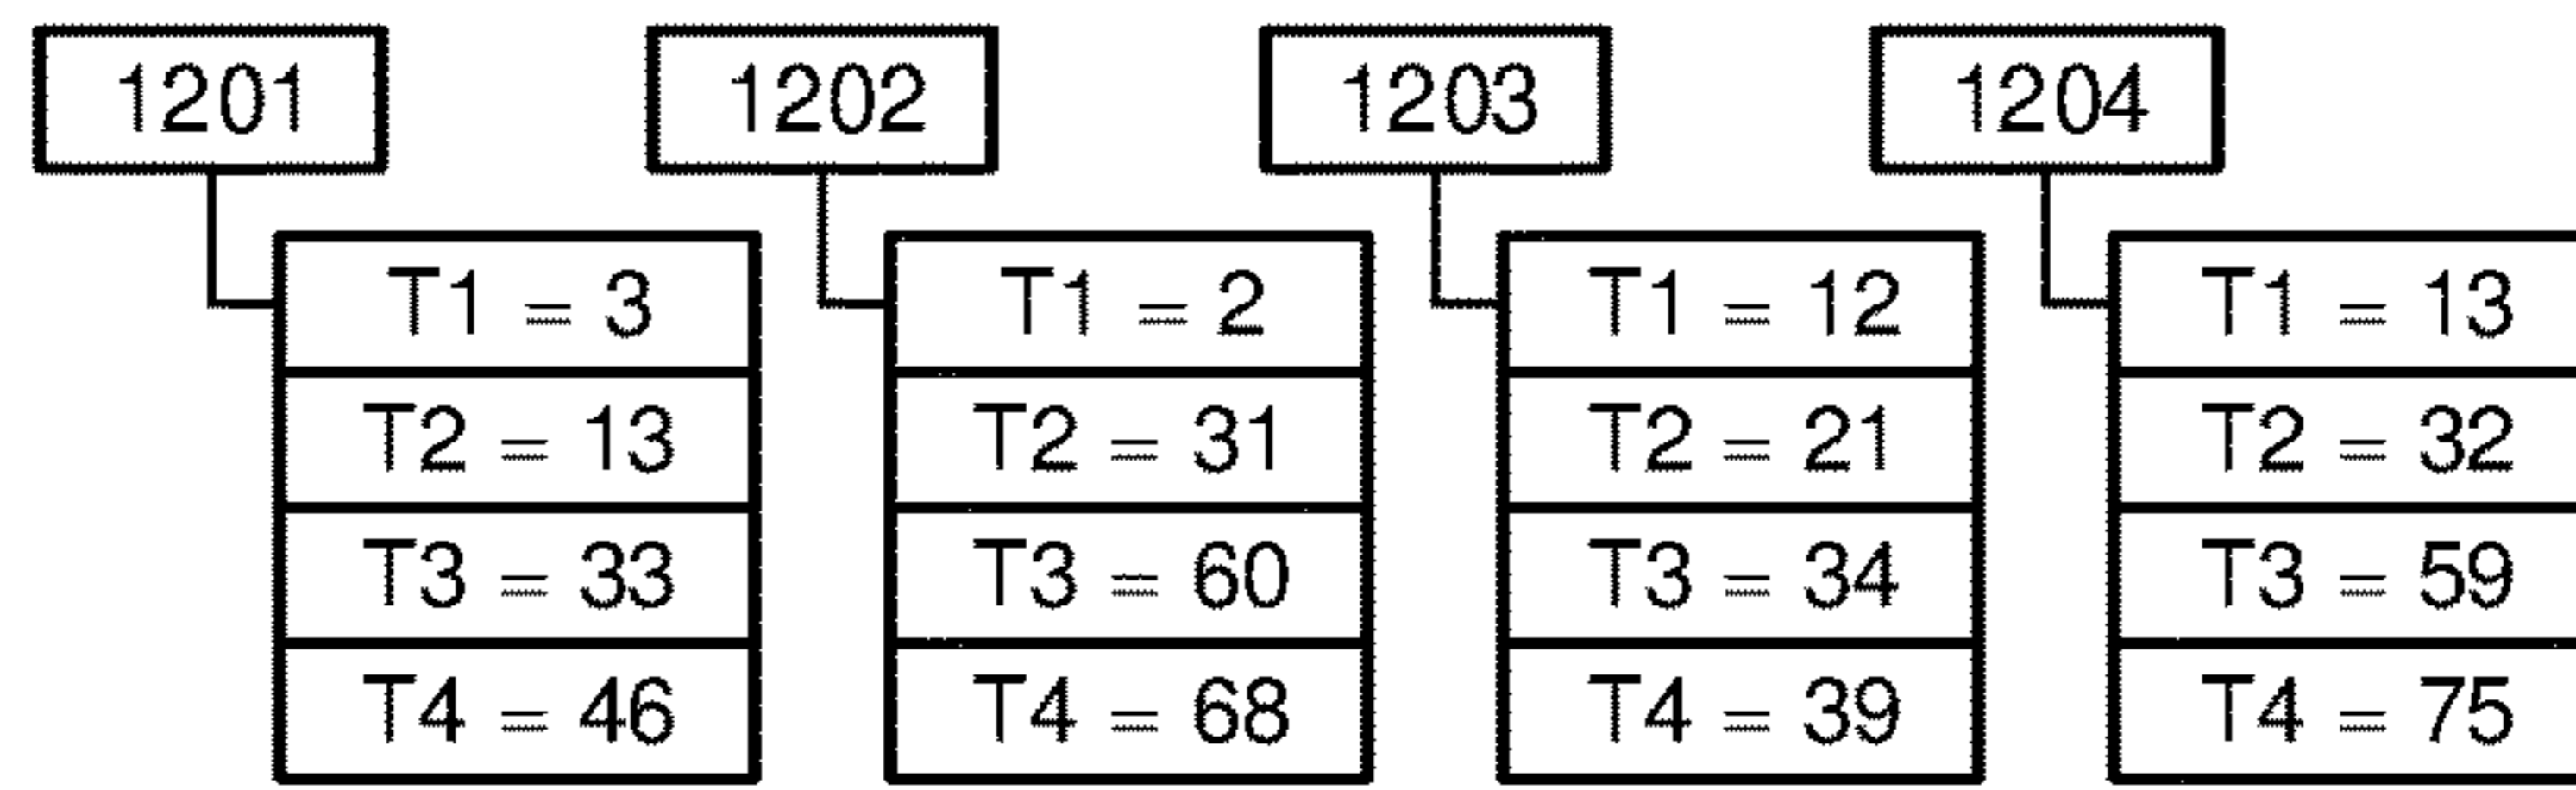 1201 1202 1203 1204
T1 = 3 T1 = 2 T1 = 12 T1 = 13
T2 = 13 T2 = 31 T2 = 21 T2 = 32
T3 = 33 T3 = 60 T3 = 34 T3 = 59
T4 = 46 T4 = 68 T4 = 39 T4 = 75